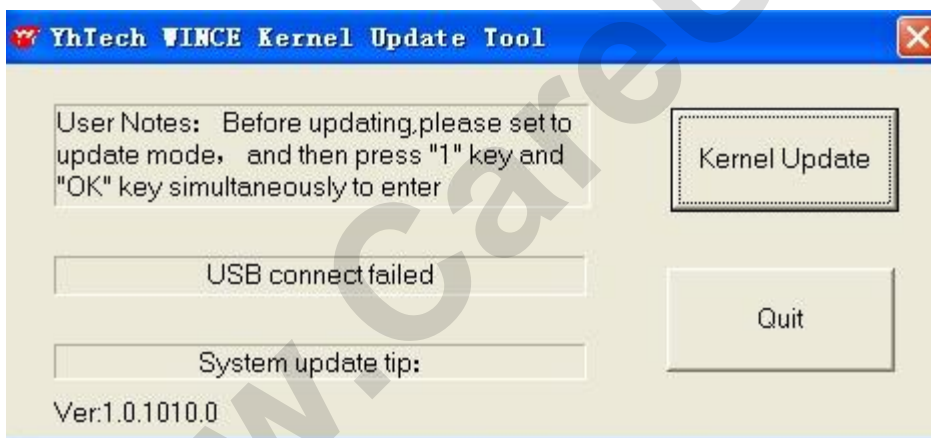 YhTech WINCE Kernel Update Tool
User Notes： Before updating,please set to
update mode， and then press "1" key and
"OK" key simultaneously to enter
Kernel Update
USB connect failed
Quit
System update tip：
Ver:1.0.1010.0